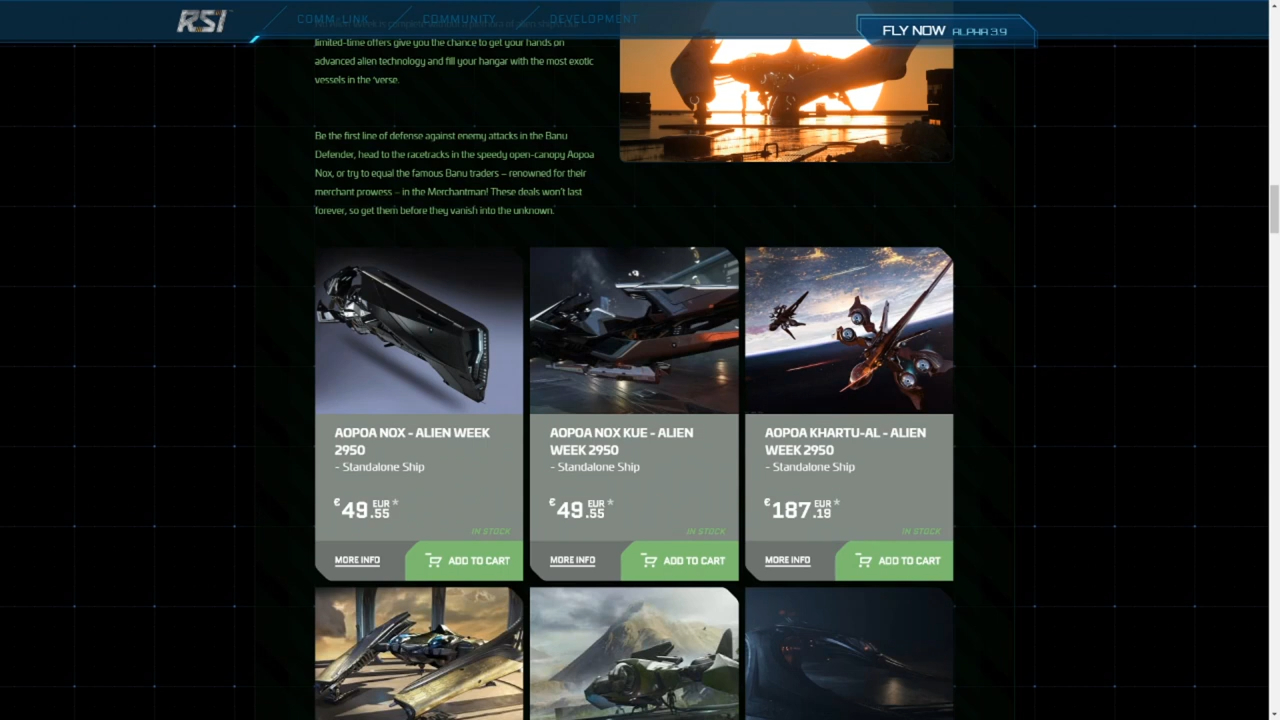 RSI
COMM-LINK
COMMUNITY
DEVELOPMENT
FLY NOW ALPHA 3.9
limited-time offers give you the chance to get your hands on
advanced alien technology and fill your hangar with the most exotic
vessels in the 'verse.
Be the first line of defense against enemy attacks in the Banu
Defender, head to the racetracks in the speedy open-canopy Aopoa
Nox, or try to equal the famous Banu traders – renowned for their
merchant prowess – in the Merchantman! These deals won't last
forever, so get them before they vanish into the unknown.
AOPOA NOX - ALIEN WEEK
2950
- Standalone Ship
€49.55 EUR *
IN STOCK
MORE INFO
ADD TO CART
AOPOA NOX KUE - ALIEN
WEEK 2950
- Standalone Ship
€49.55 EUR *
IN STOCK
MORE INFO
ADD TO CART
AOPOA KHARTU-AL - ALIEN
WEEK 2950
- Standalone Ship
€187.19 EUR *
IN STOCK
MORE INFO
ADD TO CART